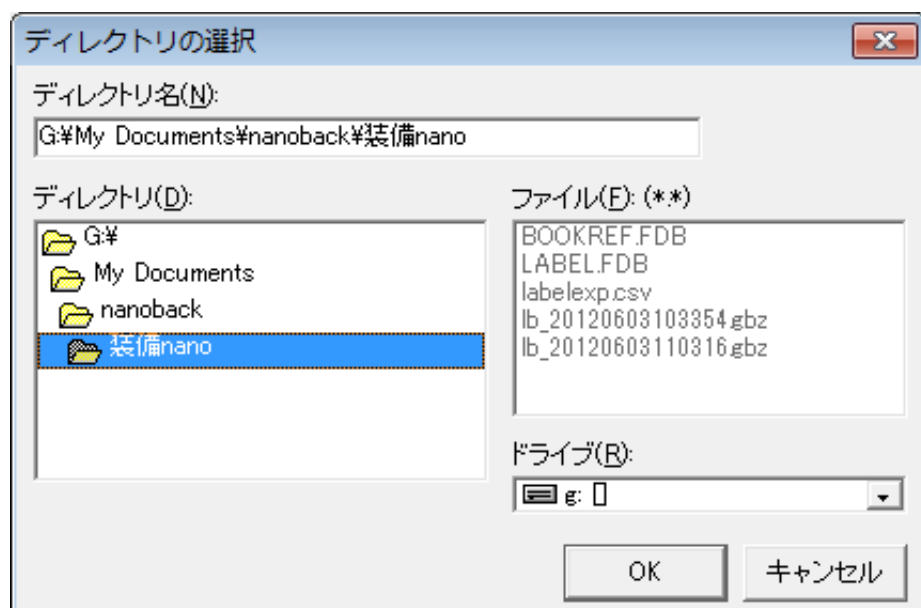 ディレクトリの選択
ディレクトリ名(N):
G:¥My Documents¥nanoback¥装備nano
ディレクトリ(D):
G:¥
My Documents
nanoback
装備nano
ファイル(F): (*.*)
BOOKREF.FDB
LABEL.FDB
labelexp.csv
lb_20120603103354.gbz
lb_20120603110316.gbz
ドライブ(R):
g: []
OK
キャンセル